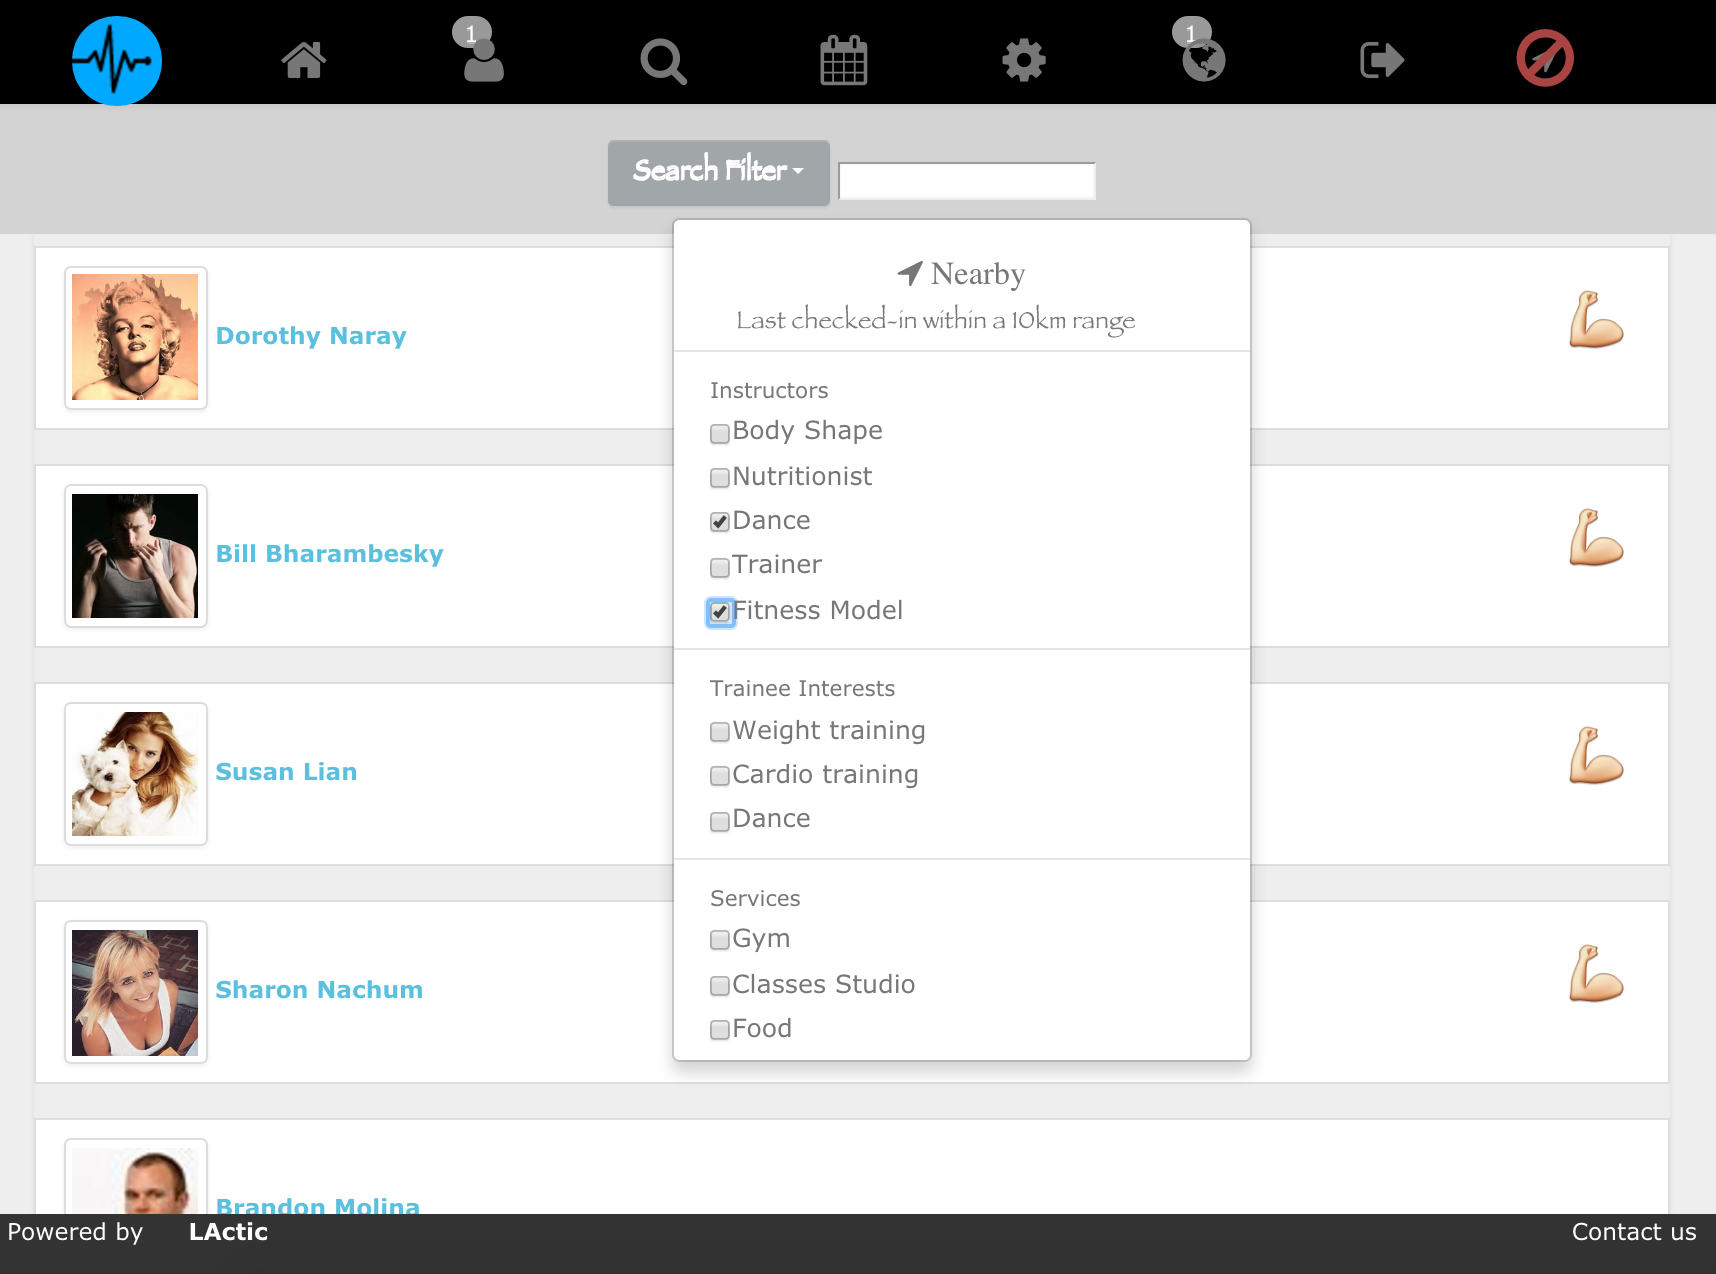 1
1
Search Filter
Nearby
Last checked-in within a 10km range
Instructors
Body Shape
Nutritionist
Dance
Trainer
Fitness Model
Trainee Interests
Weight training
Cardio training
Dance
Services
Gym
Classes Studio
Food
Dorothy Naray
Bill Bharambesky
Susan Lian
Sharon Nachum
Brandon Molina
Powered by LActic
Contact us